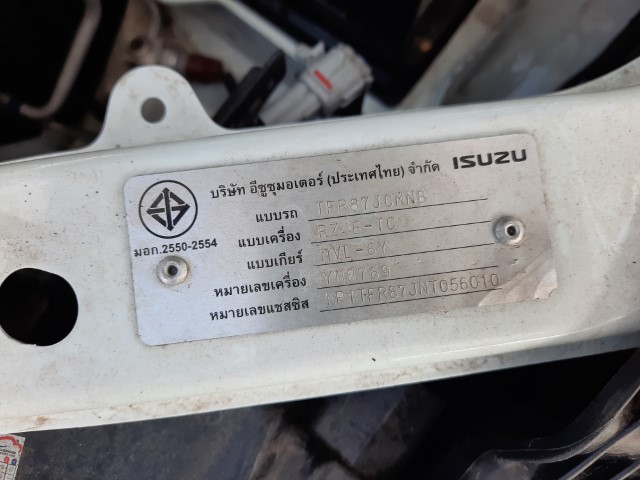 บริษัท อีซูซุมอเตอร์ (ประเทศไทย) จำกัด ISUZU
มอก.2550-2554
แบบรถ TFR87JCMNB
แบบเครื่อง
แบบเกียร์ MYL-6Y
หมายเลขเครื่อง
หมายเลขแชสซิส